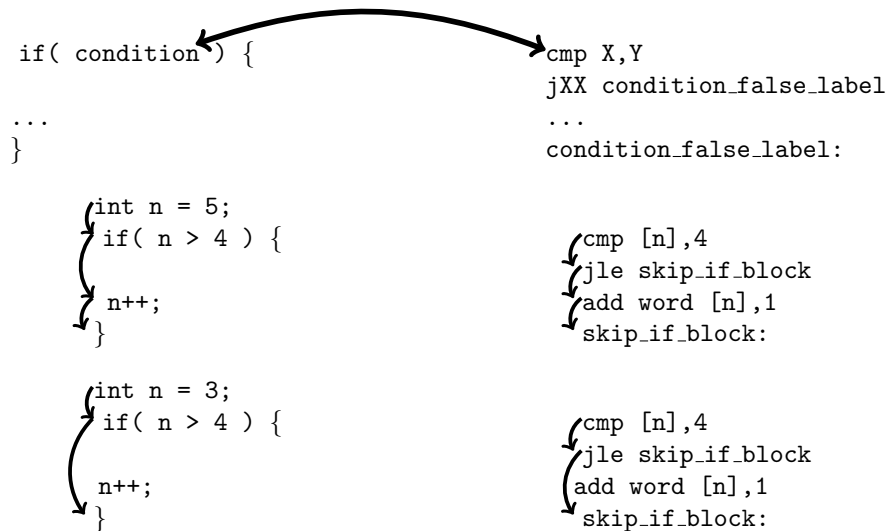 if( condition ) {
cmp X,Y
jXX condition_false_label
...
...
}
condition_false_label:
int n = 5;
if( n > 4 ) {
cmp [n],4
jle skip_if_block
n++;
add word [n],1
}
skip_if_block:
int n = 3;
if( n > 4 ) {
cmp [n],4
jle skip_if_block
n++;
add word [n],1
}
skip_if_block: